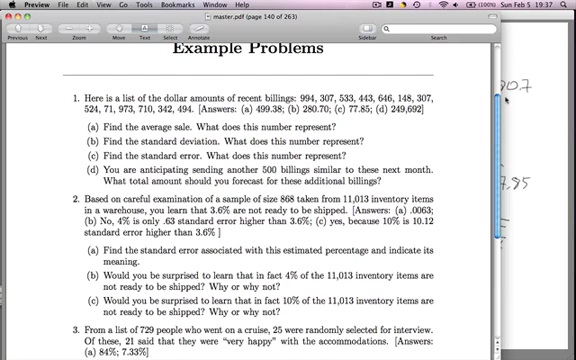 Preview File Edit View Go Tools Bookmarks Window Help
(100%) Sun Feb 5 19:37
master.pdf (page 140 of 263)
Previous Next Zoom Move Text Select Annotate Sidebar Search
Example Problems
1. Here is a list of the dollar amounts of recent billings: 994, 307, 533, 443, 646, 148, 307,
524, 71, 973, 710, 342, 494. [Answers: (a) 499.38; (b) 280.70; (c) 77.85; (d) 249,692]
(a) Find the average sale. What does this number represent?
(b) Find the standard deviation. What does this number represent?
(c) Find the standard error. What does this number represent?
(d) You are anticipating sending another 500 billings similar to these next month.
What total amount should you forecast for these additional billings?
2. Based on careful examination of a sample of size 868 taken from 11,013 inventory items
in a warehouse, you learn that 3.6% are not ready to be shipped. [Answers: (a) .0063;
(b) No, 4% is only .63 standard error higher than 3.6%; (c) yes, because 10% is 10.12
standard error higher than 3.6% ]
(a) Find the standard error associated with this estimated percentage and indicate its
meaning.
(b) Would you be surprised to learn that in fact 4% of the 11,013 inventory items are
not ready to be shipped? Why or why not?
(c) Would you be surprised to learn that in fact 10% of the 11,013 inventory items are
not ready to be shipped? Why or why not?
3. From a list of 729 people who went on a cruise, 25 were randomly selected for interview.
Of these, 21 said that they were “very happy” with the accommodations. [Answers:
(a) 84%; 7.33%]